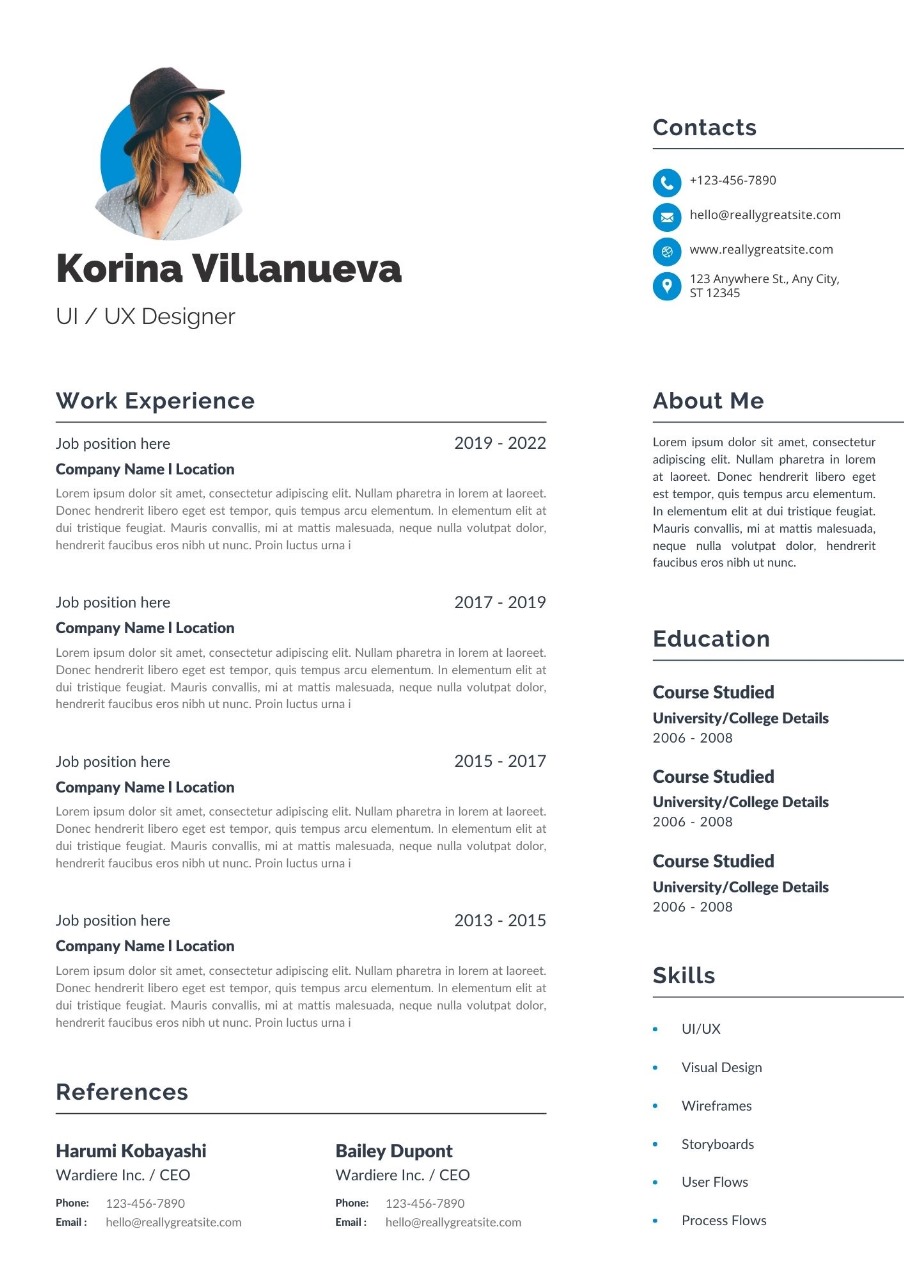 Korina Villanueva
UI / UX Designer
Contacts
+123-456-7890
hello@reallygreatsite.com
www.reallygreatsite.com
123 Anywhere St., Any City,
ST 12345
Work Experience
Job position here 2019 - 2022
Company Name l Location
Lorem ipsum dolor sit amet, consectetur adipiscing elit. Nullam pharetra in lorem at laoreet.
Donec hendrerit libero eget est tempor, quis tempus arcu elementum. In elementum elit at
dui tristique feugiat. Mauris convallis, mi at mattis malesuada, neque nulla volutpat dolor,
hendrerit faucibus eros nibh ut nunc. Proin luctus urna i
Job position here 2017 - 2019
Company Name l Location
Lorem ipsum dolor sit amet, consectetur adipiscing elit. Nullam pharetra in lorem at laoreet.
Donec hendrerit libero eget est tempor, quis tempus arcu elementum. In elementum elit at
dui tristique feugiat. Mauris convallis, mi at mattis malesuada, neque nulla volutpat dolor,
hendrerit faucibus eros nibh ut nunc. Proin luctus urna i
Job position here 2015 - 2017
Company Name l Location
Lorem ipsum dolor sit amet, consectetur adipiscing elit. Nullam pharetra in lorem at laoreet.
Donec hendrerit libero eget est tempor, quis tempus arcu elementum. In elementum elit at
dui tristique feugiat. Mauris convallis, mi at mattis malesuada, neque nulla volutpat dolor,
hendrerit faucibus eros nibh ut nunc. Proin luctus urna i
Job position here 2013 - 2015
Company Name l Location
Lorem ipsum dolor sit amet, consectetur adipiscing elit. Nullam pharetra in lorem at laoreet.
Donec hendrerit libero eget est tempor, quis tempus arcu elementum. In elementum elit at
dui tristique feugiat. Mauris convallis, mi at mattis malesuada, neque nulla volutpat dolor,
hendrerit faucibus eros nibh ut nunc. Proin luctus urna i
References
Harumi Kobayashi
Wardiere Inc. / CEO
Phone: 123-456-7890
Email : hello@reallygreatsite.com
Bailey Dupont
Wardiere Inc. / CEO
Phone: 123-456-7890
Email : hello@reallygreatsite.com
About Me
Lorem ipsum dolor sit amet, consectetur
adipiscing elit. Nullam pharetra in lorem
at laoreet. Donec hendrerit libero eget
est tempor, quis tempus arcu elementum.
In elementum elit at dui tristique feugiat.
Mauris convallis, mi at mattis malesuada,
neque nulla volutpat dolor, hendrerit
faucibus eros nibh ut nunc.
Education
Course Studied
University/College Details
2006 - 2008
Course Studied
University/College Details
2006 - 2008
Course Studied
University/College Details
2006 - 2008
Skills
• UI/UX
• Visual Design
• Wireframes
• Storyboards
• User Flows
• Process Flows